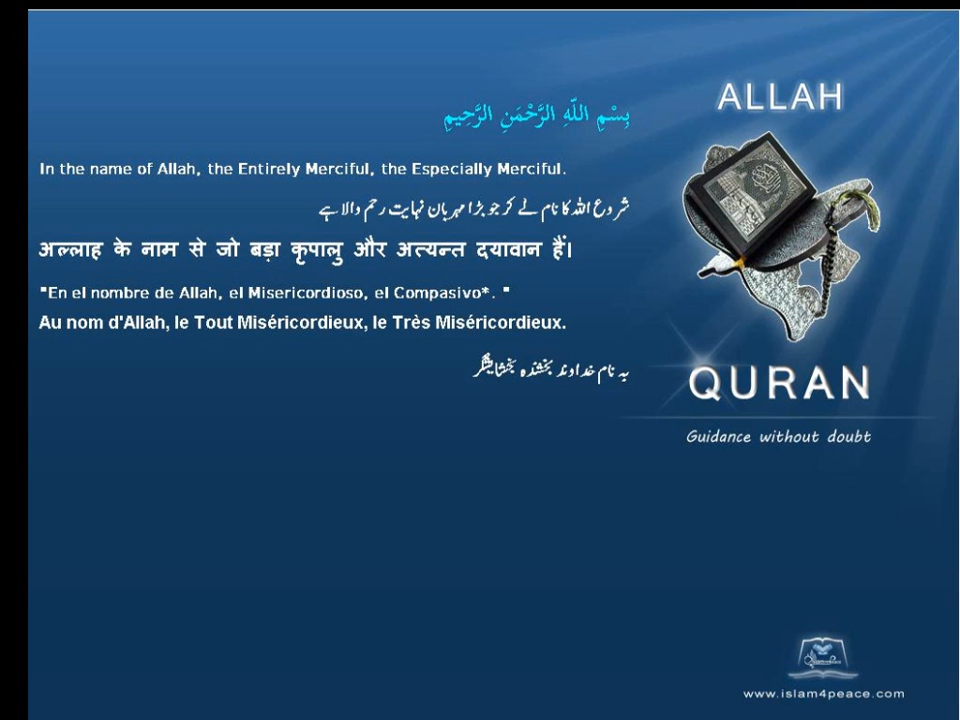 بِسْمِ اللَّهِ الرَّحْمَنِ الرَّحِيمِ
In the name of Allah, the Entirely Merciful, the Especially Merciful.
شروع اللہ کا نام لے کر جو بڑا مہربان نہایت رحم والا ہے
अल्लाह के नाम से जो बड़ा कृपालु और अत्यन्त दयावान हैं।
"En el nombre de Allah, el Misericordioso, el Compasivo*. "
Au nom d'Allah, le Tout Miséricordieux, le Très Miséricordieux.
به نام خداوند بخشنده بخشایشگر
ALLAH
QURAN
Guidance without doubt
www.islam4peace.com